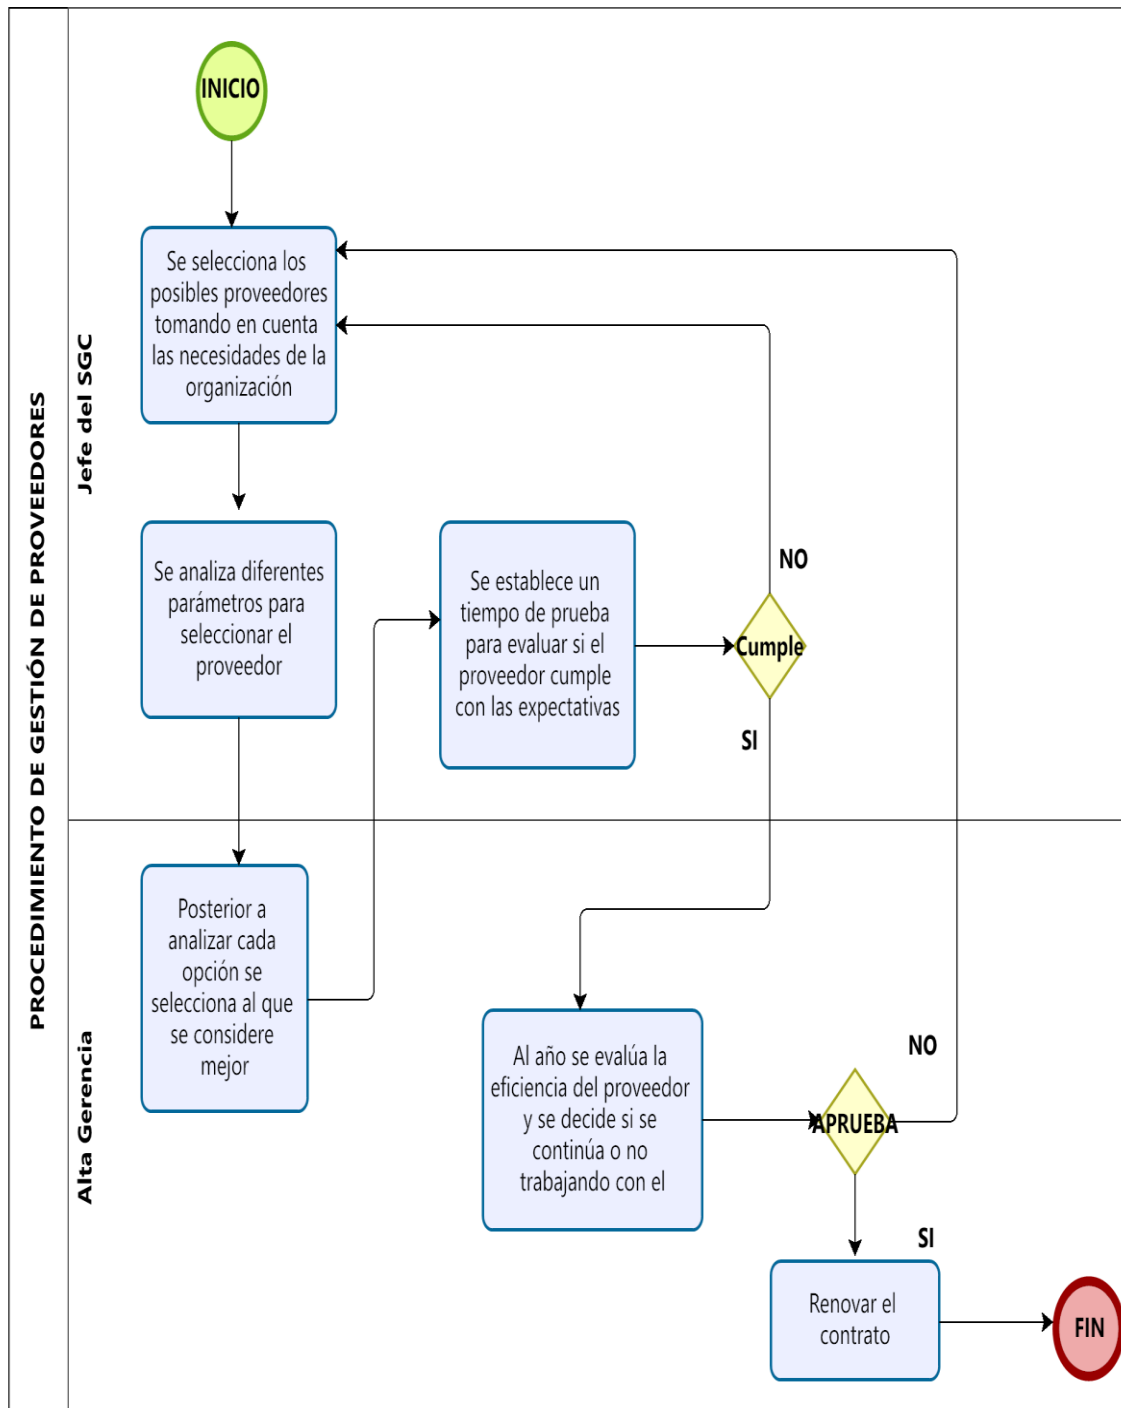 PROCEDIMIENTO DE GESTIÓN DE PROVEEDORES
Jefe del SGC
INICIO
Se selecciona los
posibles proveedores
tomando en cuenta
las necesidades de la
organización
Se analiza diferentes
parámetros para
seleccionar el
proveedor
Se establece un
tiempo de prueba
para evaluar si el
proveedor cumple
con las expectativas
NO
Cumple
SI
Alta Gerencia
Posterior a
analizar cada
opción se
selecciona al que
se considere
mejor
Al año se evalúa la
eficiencia del proveedor
y se decide si se
continúa o no
trabajando con el
NO
APRUEBA
SI
Renovar el
contrato
FIN